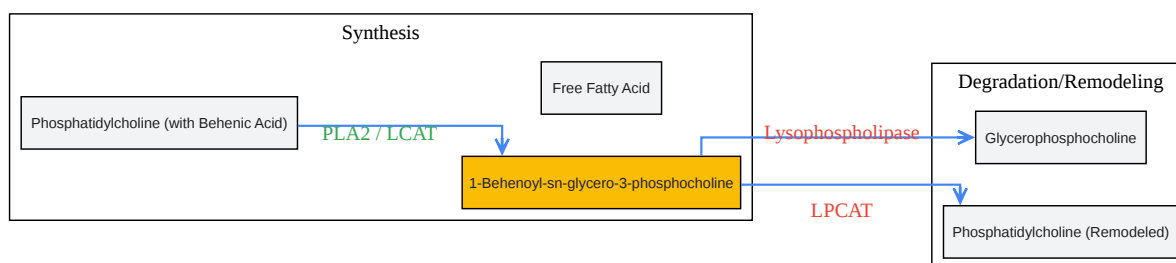 Synthesis
Free Fatty Acid
Phosphatidylcholine (with Behenic Acid)
PLA2 / LCAT
1-Behenoyl-sn-glycero-3-phosphocholine
Lysophospholipase
LPCAT
Degradation/Remodeling
Glycerophosphocholine
Phosphatidylcholine (Remodeled)